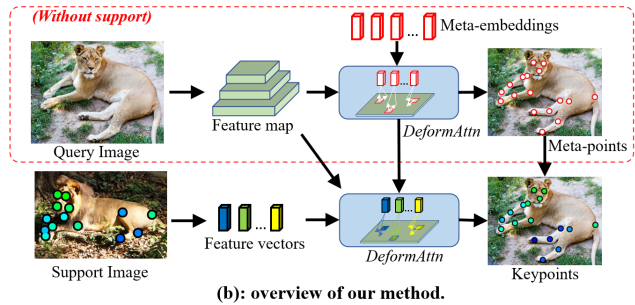 (Without support)
Meta-embeddings
...
...
Query Image
Feature map
DeformAttn
Meta-points
...
...
Support Image
Feature vectors
DeformAttn
Keypoints
(b): overview of our method.